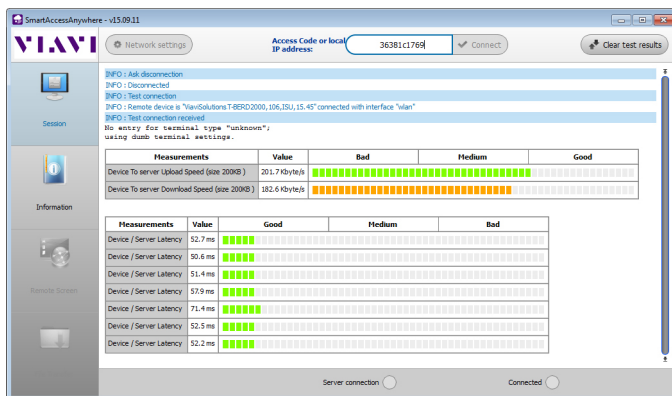 SmartAccessAnywhere - v15.09.11
VIAVI
Network settings
Access Code or local IP address:
36381c1769
Connect
Clear test results
Session
Information
Remote Screen
INFO : Ask disconnection
INFO : Disconnected
INFO : Test connection
INFO : Remote device is "ViaviSolutions,T-BERD2000,106,ISU,15.45" connected with interface "wlan"
INFO : Test connection received
No entry for terminal type "unknown";
using dumb terminal settings.
Measurements Value Bad Medium Good
Device To server Upload Speed (size 200KB ) 201.7 Kbyte/s
Device To server Download Speed (size 200KB ) 182.6 Kbyte/s
Measurements Value Good Medium Bad
Device / Server Latency 52.7 ms
Device / Server Latency 50.6 ms
Device / Server Latency 51.4 ms
Device / Server Latency 57.9 ms
Device / Server Latency 71.4 ms
Device / Server Latency 52.5 ms
Device / Server Latency 52.2 ms
Server connection
Connected